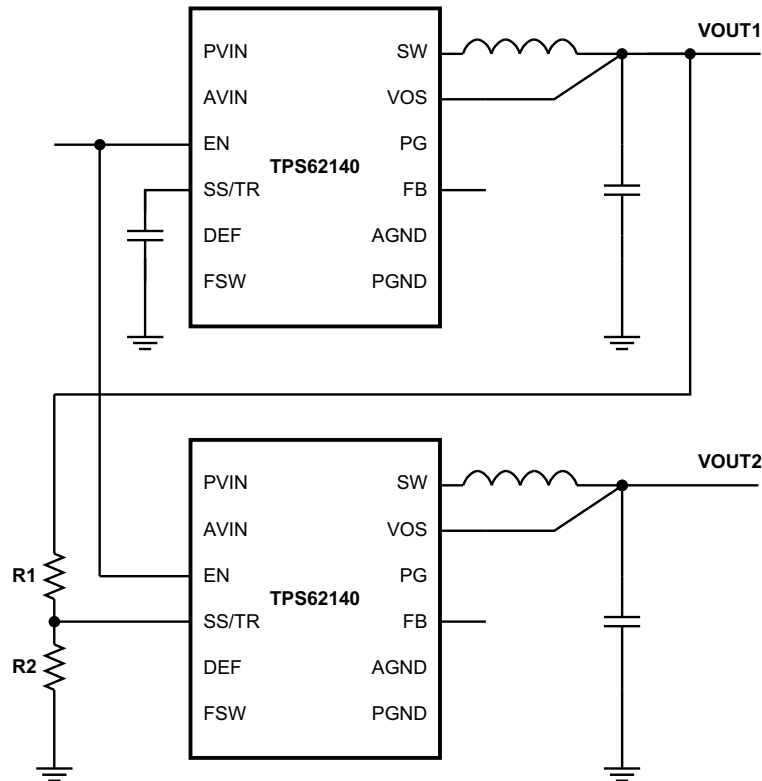 VOUT1
PVIN
SW
AVIN
VOS
EN
PG
TPS62140
SS/TR
FB
DEF
AGND
FSW
PGND
VOUT2
PVIN
SW
AVIN
VOS
R1
EN
PG
TPS62140
SS/TR
FB
R2
DEF
AGND
FSW
PGND